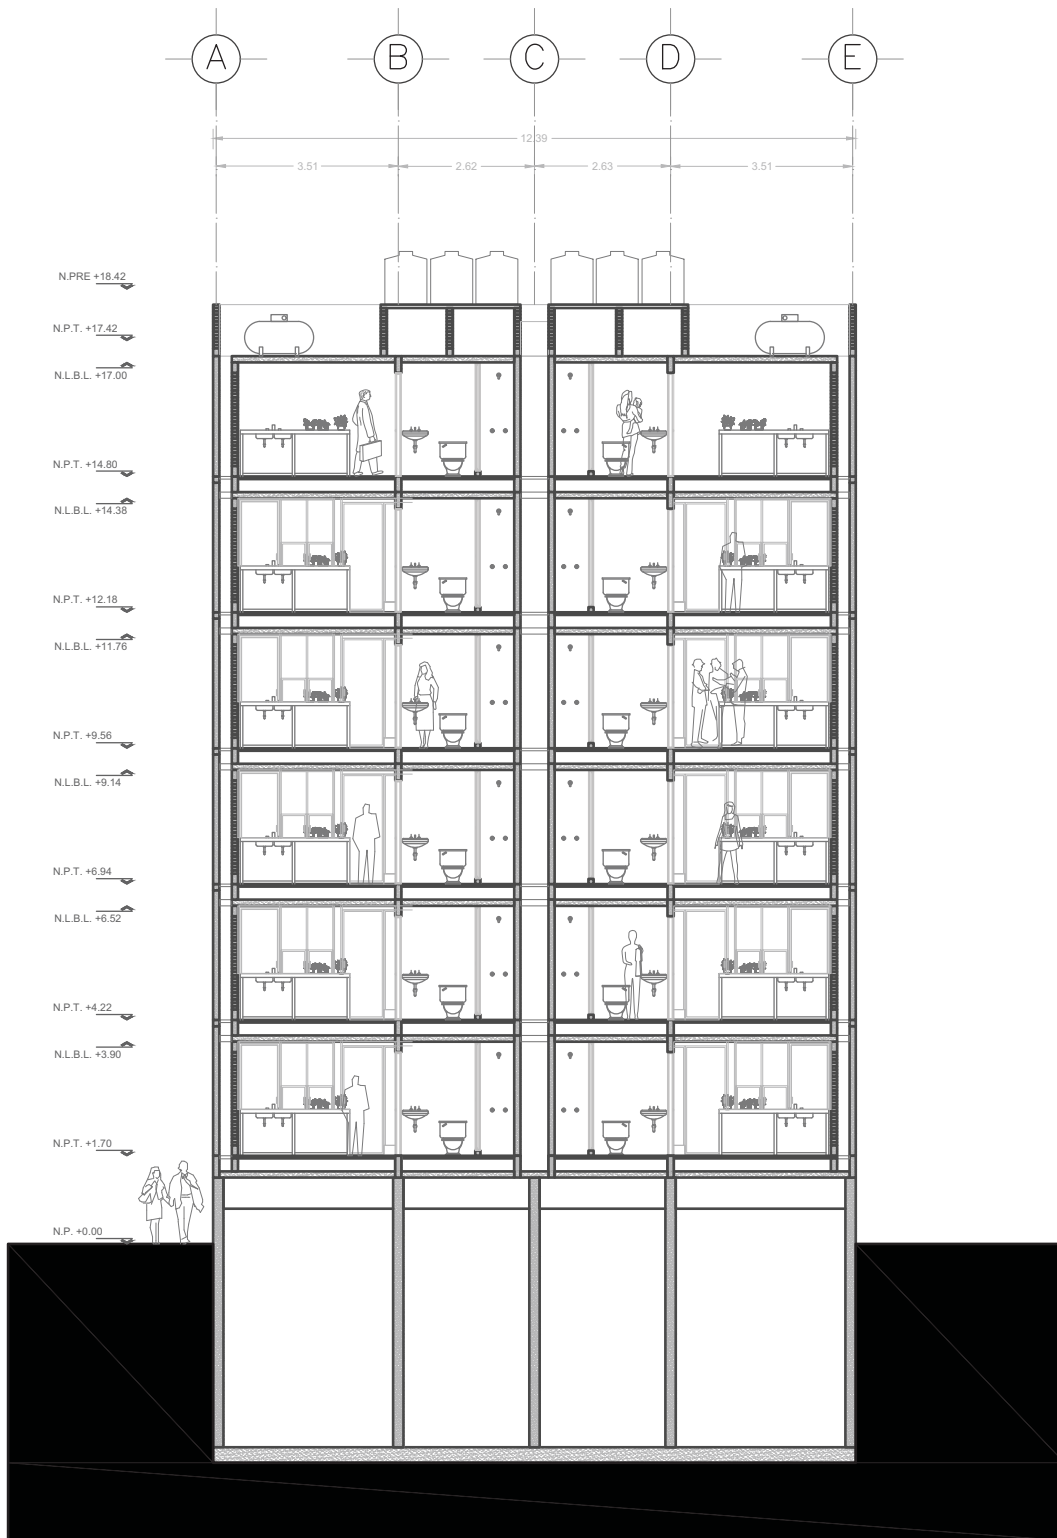 A B C D E
12.39
3.51 2.62 2.63 3.51
N.PRE +18.42
N.P.T. +17.42
N.L.B.L. +17.00
N.P.T. +14.80
N.L.B.L. +14.38
N.P.T. +12.18
N.L.B.L. +11.76
N.P.T. +9.56
N.L.B.L. +9.14
N.P.T. +6.94
N.L.B.L. +6.52
N.P.T. +4.22
N.L.B.L. +3.90
N.P.T. +1.70
N.P. +0.00